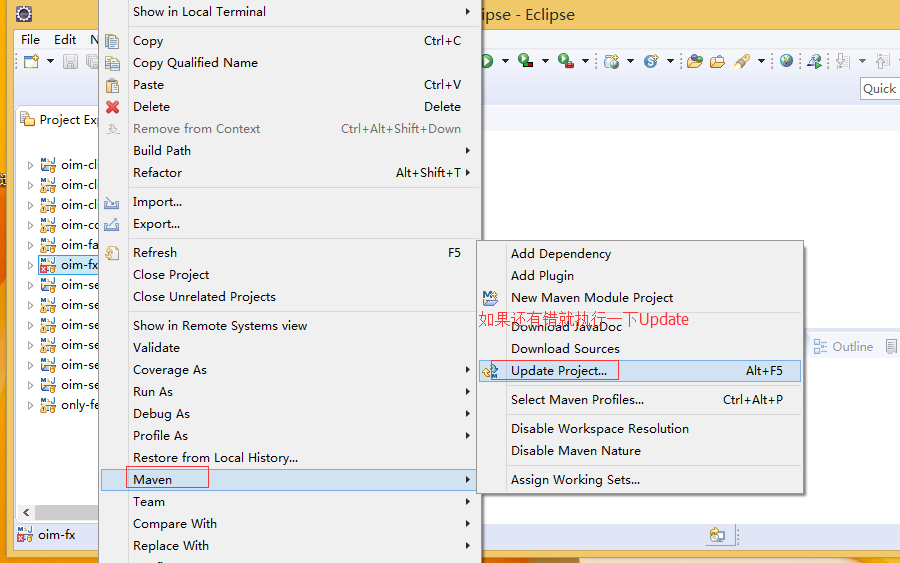 ipse - Eclipse
File Edit N
Quick
Project Exp
oim-cl
oim-cl
oim-cl
oim-co
oim-fa
oim-fx
oim-se
oim-se
oim-se
oim-se
oim-se
oim-se
only-fe
oim-fx
Show in Local Terminal
Copy Ctrl+C
Copy Qualified Name
Paste Ctrl+V
Delete Delete
Remove from Context Ctrl+Alt+Shift+Down
Build Path
Refactor Alt+Shift+T
Import...
Export...
Refresh F5
Close Project
Close Unrelated Projects
Show in Remote Systems view
Validate
Coverage As
Run As
Debug As
Profile As
Restore from Local History...
Maven
Team
Compare With
Replace With
Add Dependency
Add Plugin
New Maven Module Project
如果还有错就执行一下Update
Download JavaDoc
Download Sources
Update Project... Alt+F5
Select Maven Profiles... Ctrl+Alt+P
Disable Workspace Resolution
Disable Maven Nature
Assign Working Sets...
Outline